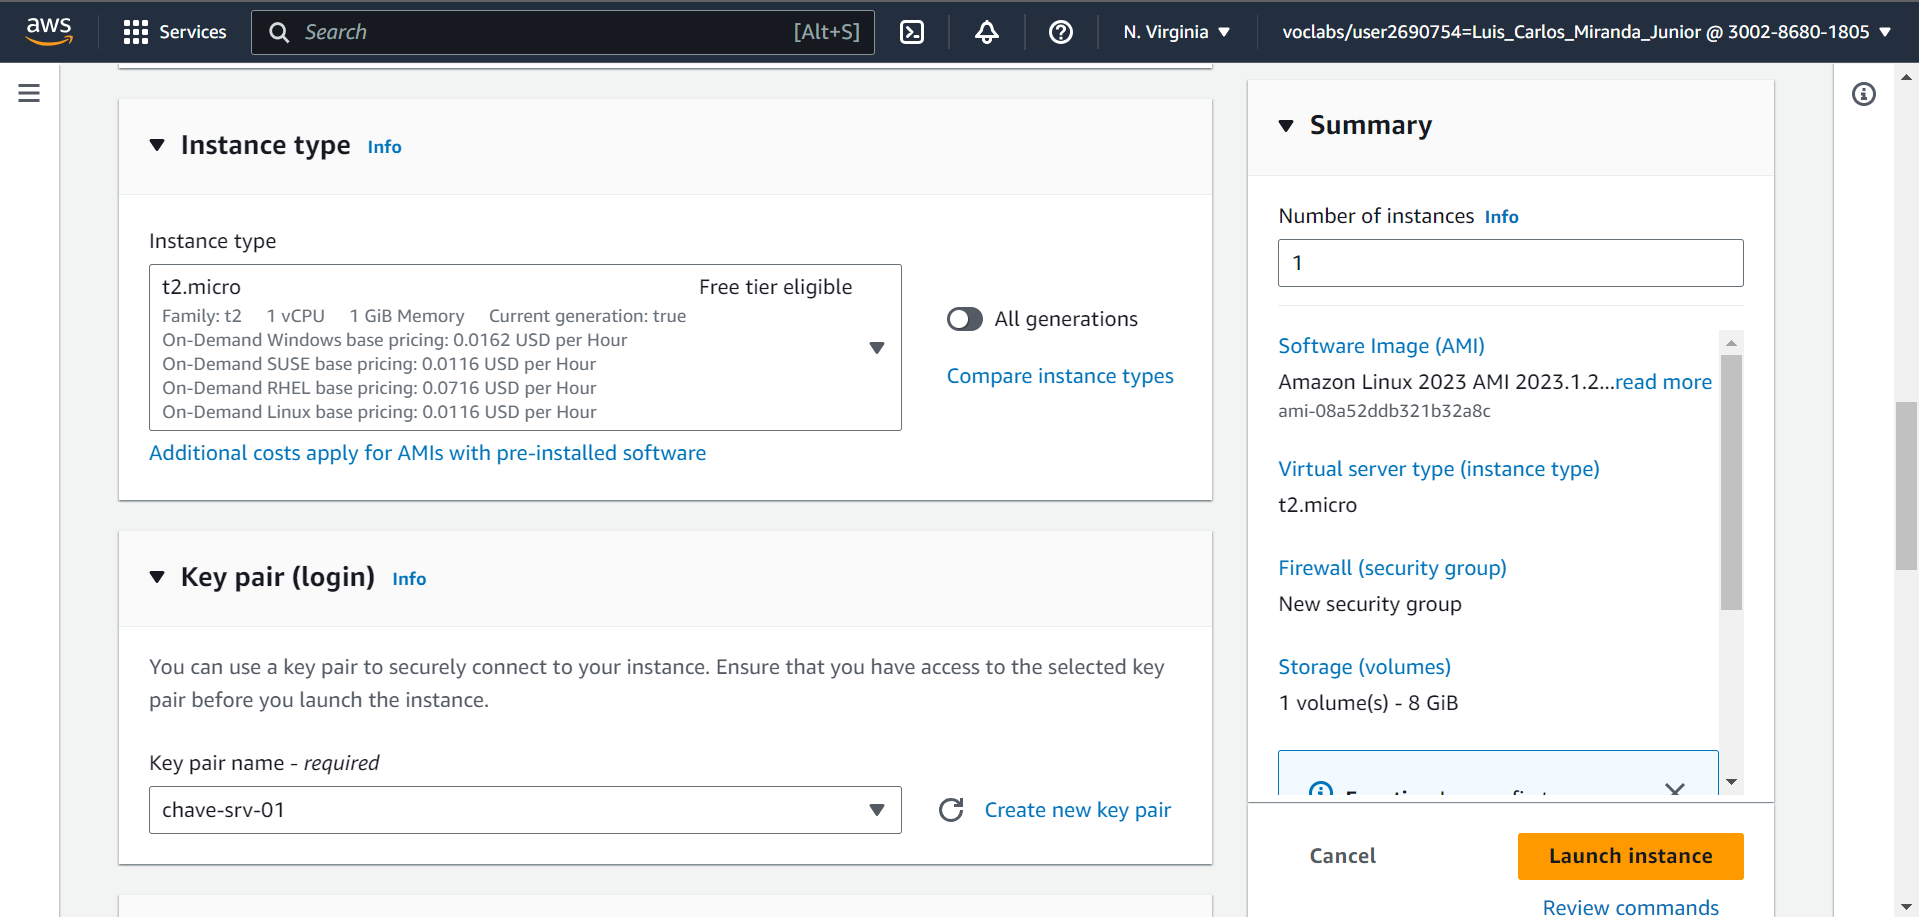 aws
Services
Search
[Alt+S]
N. Virginia
voclabs/user2690754=Luis_Carlos_Miranda_Junior @ 3002-8680-1805
Instance type Info
Instance type
t2.micro Free tier eligible
Family: t2 1 vCPU 1 GiB Memory Current generation: true
On-Demand Windows base pricing: 0.0162 USD per Hour
On-Demand SUSE base pricing: 0.0116 USD per Hour
On-Demand RHEL base pricing: 0.0716 USD per Hour
On-Demand Linux base pricing: 0.0116 USD per Hour
All generations
Compare instance types
Additional costs apply for AMIs with pre-installed software
Key pair (login) Info
You can use a key pair to securely connect to your instance. Ensure that you have access to the selected key
pair before you launch the instance.
Key pair name - required
chave-srv-01
Create new key pair
Summary
Number of instances Info
1
Software Image (AMI)
Amazon Linux 2023 AMI 2023.1.2...read more
ami-08a52ddb321b32a8c
Virtual server type (instance type)
t2.micro
Firewall (security group)
New security group
Storage (volumes)
1 volume(s) - 8 GiB
Cancel
Launch instance
Review commands